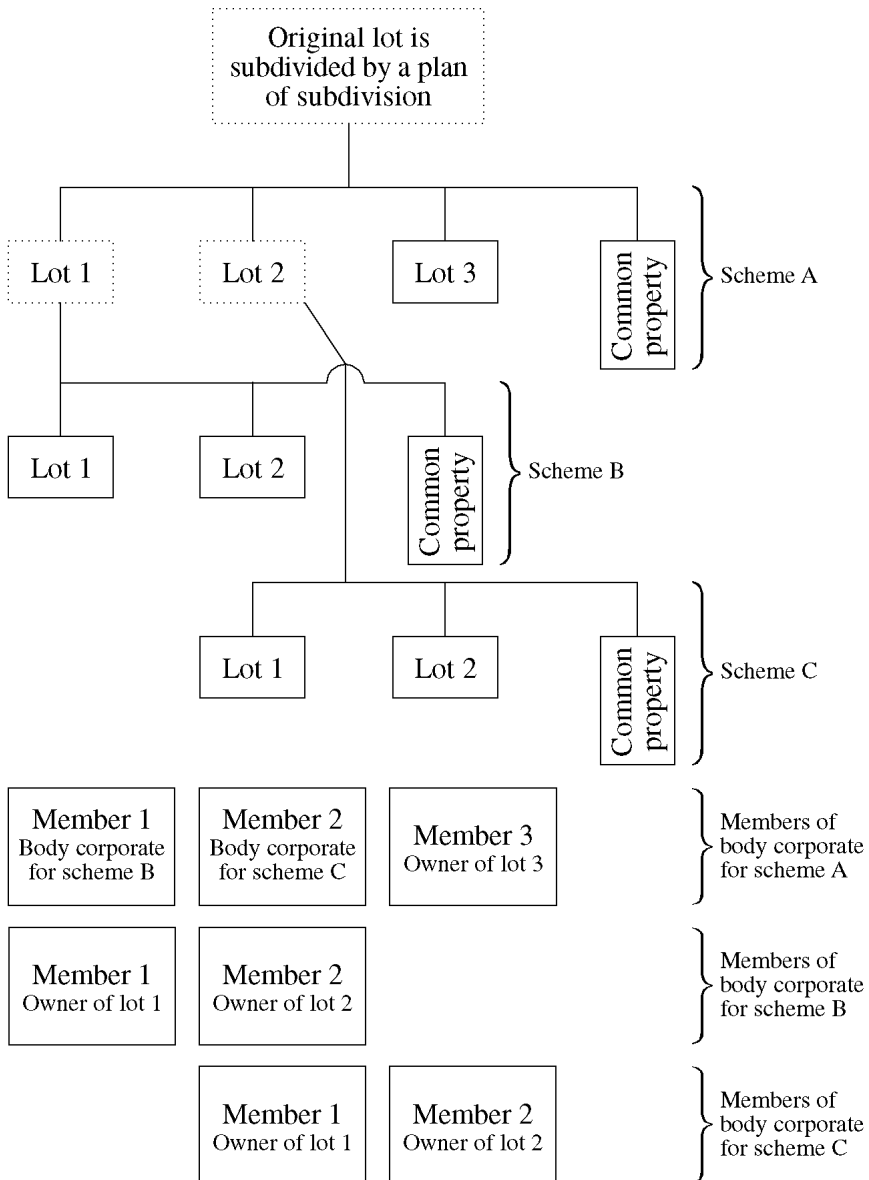 Original lot is
subdivided by a plan
of subdivision
Lot 1
Lot 2
Lot 3
Common
property
Scheme A
Lot 1
Lot 2
Common
property
Scheme B
Lot 1
Lot 2
Common
property
Scheme C
Member 1
Body corporate
for scheme B
Member 2
Body corporate
for scheme C
Member 3
Owner of lot 3
Members of
body corporate
for scheme A
Member 1
Owner of lot 1
Member 2
Owner of lot 2
Members of
body corporate
for scheme B
Member 1
Owner of lot 1
Member 2
Owner of lot 2
Members of
body corporate
for scheme C